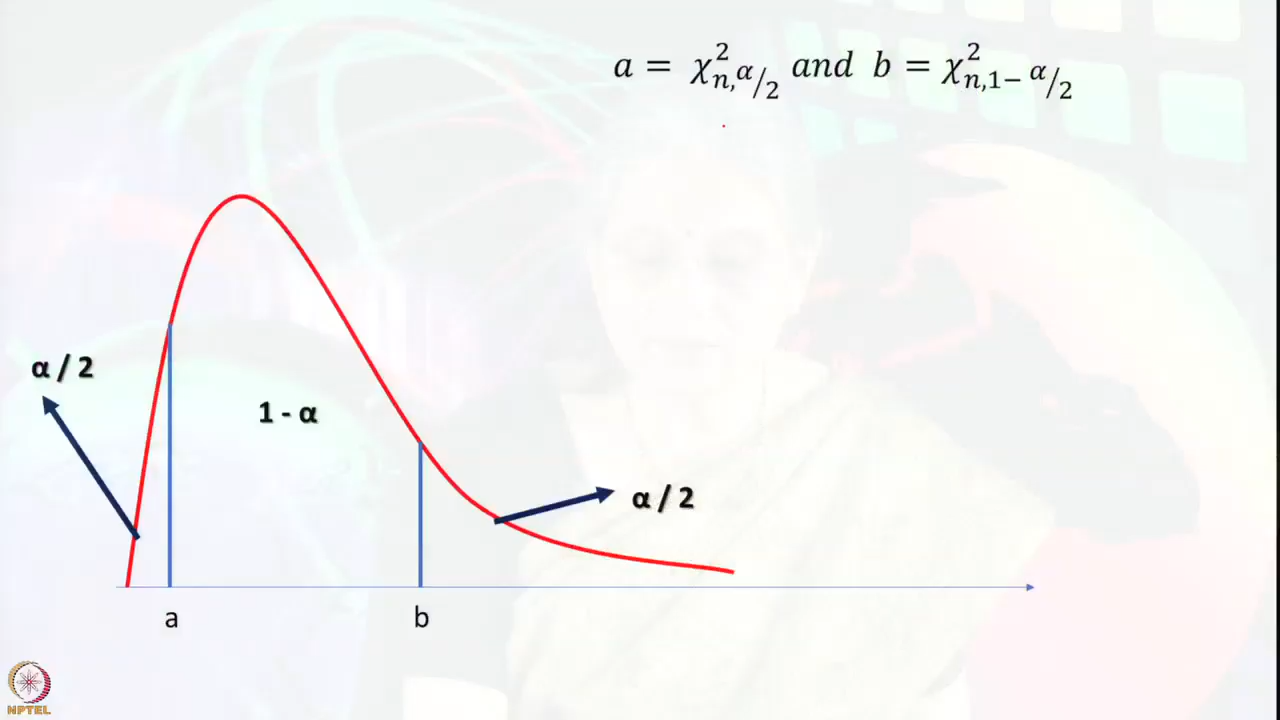 a = χ²ₙ,α/2 and b = χ²ₙ,1− α/2
α / 2
1 - α
α / 2
a b
NPTEL